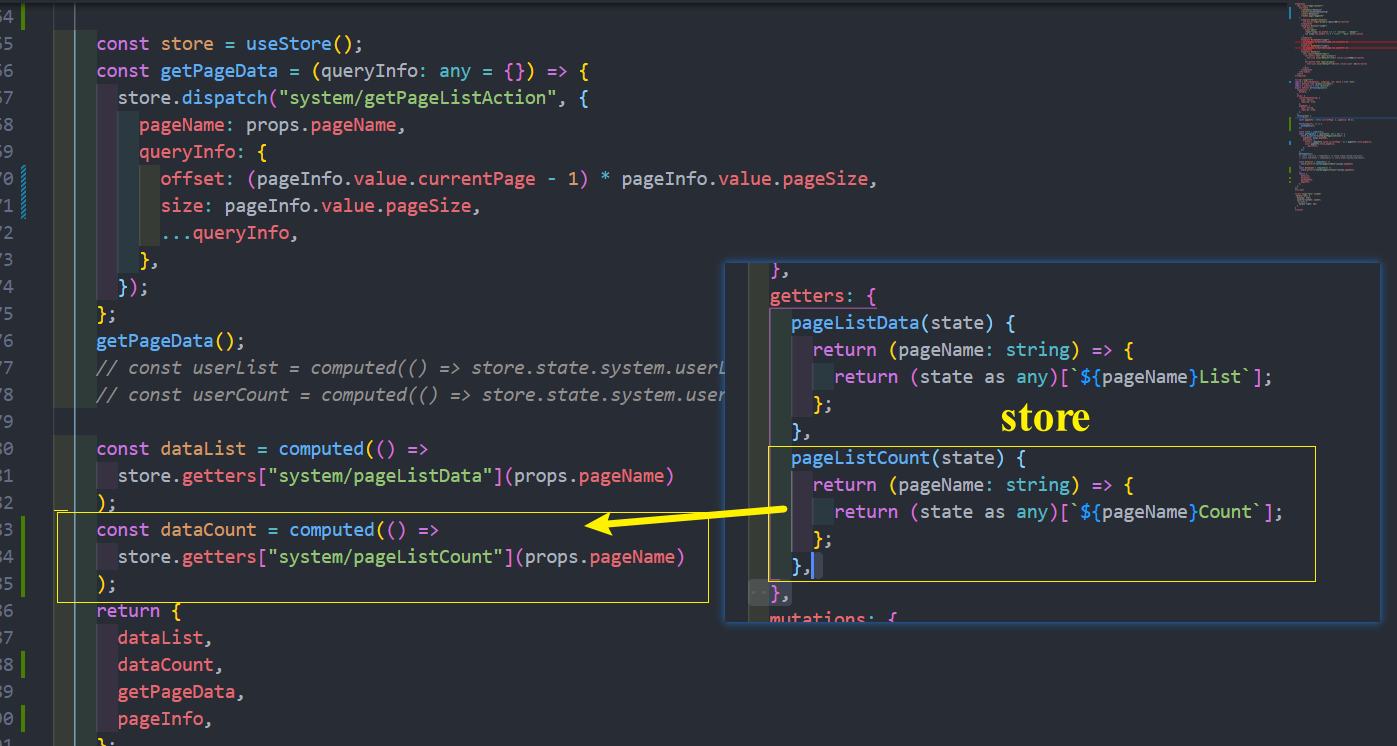 54
55 const store = useStore();
56 const getPageData = (queryInfo: any = {}) => {
57 store.dispatch("system/getPageListAction", {
58 pageName: props.pageName,
59 queryInfo: {
70 offset: (pageInfo.value.currentPage - 1) * pageInfo.value.pageSize,
71 size: pageInfo.value.pageSize,
72 ...queryInfo,
73 },
74 });
75 };
76 getPageData();
77 // const userList = computed(() => store.state.system.userL
78 // const userCount = computed(() => store.state.system.user
79
80 const dataList = computed(() =>
81 store.getters["system/pageListData"](props.pageName)
82 );
83 const dataCount = computed(() =>
84 store.getters["system/pageListCount"](props.pageName)
85 );
86 return {
87 dataList,
88 dataCount,
89 getPageData,
90 pageInfo,
91 };
},
getters: {
pageListData(state) {
return (pageName: string) => {
return (state as any)[`${pageName}List`];
};
},
store
pageListCount(state) {
return (pageName: string) => {
return (state as any)[`${pageName}Count`];
};
},
},
mutations: {